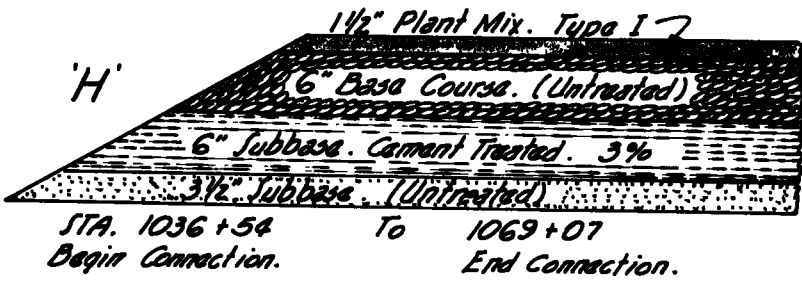 1½" Plant Mix. Type I
'H'
6" Base Course. (Untreated)
6" Subbase. Cement Treated. 3%
3½" Subbase. (Untreated)
STA. 1036+54 To 1069+07
Begin Connection. End Connection.